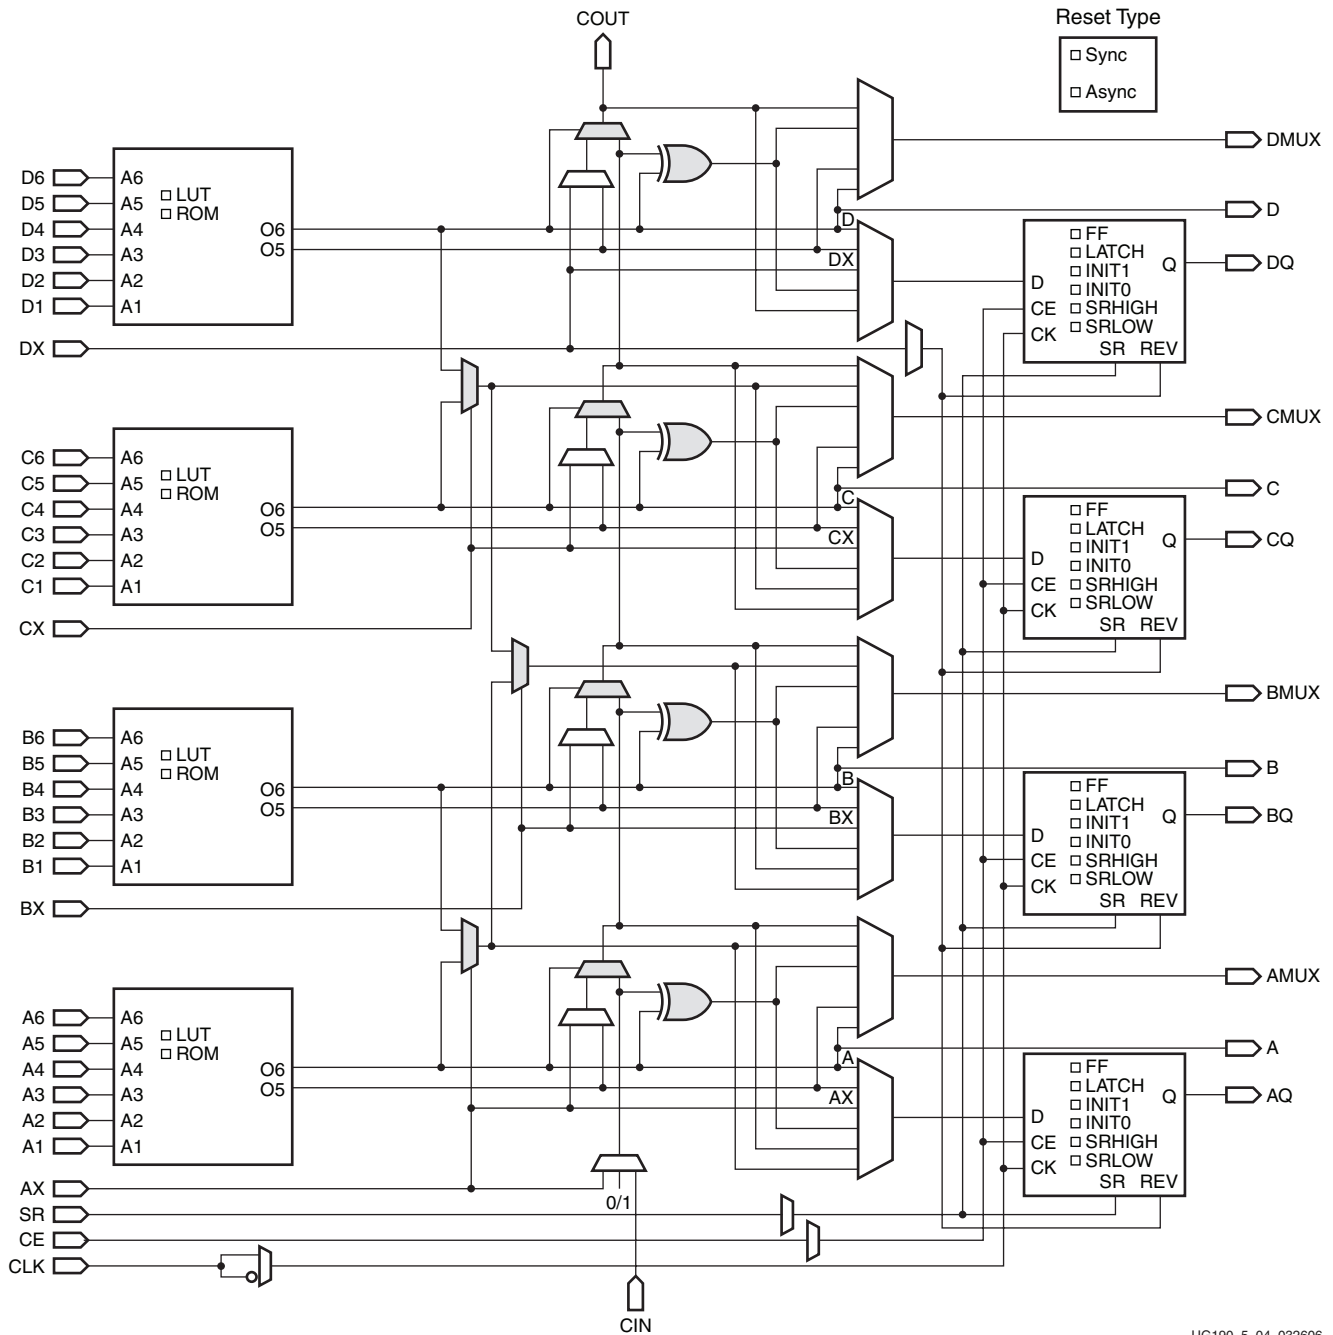 COUT
Reset Type
Sync
Async
DMUX
D6 A6
D5 A5
D4 A4
D3 A3
D2 A2
D1 A1
LUT
ROM
O6
O5
DX
D
DX
D
FF
LATCH
INIT1
INIT0
SRHIGH
SRLOW
D
CE
CK
Q
SR REV
DQ
CMUX
C6 A6
C5 A5
C4 A4
C3 A3
C2 A2
C1 A1
LUT
ROM
O6
O5
CX
C
CX
C
FF
LATCH
INIT1
INIT0
SRHIGH
SRLOW
D
CE
CK
Q
SR REV
CQ
BMUX
B6 A6
B5 A5
B4 A4
B3 A3
B2 A2
B1 A1
LUT
ROM
O6
O5
BX
B
BX
B
FF
LATCH
INIT1
INIT0
SRHIGH
SRLOW
D
CE
CK
Q
SR REV
BQ
AMUX
A6 A6
A5 A5
A4 A4
A3 A3
A2 A2
A1 A1
LUT
ROM
O6
O5
AX
A
AX
A
FF
LATCH
INIT1
INIT0
SRHIGH
SRLOW
D
CE
CK
Q
SR REV
AQ
0/1
SR
CE
CLK
CIN
UG190_5_04_032606